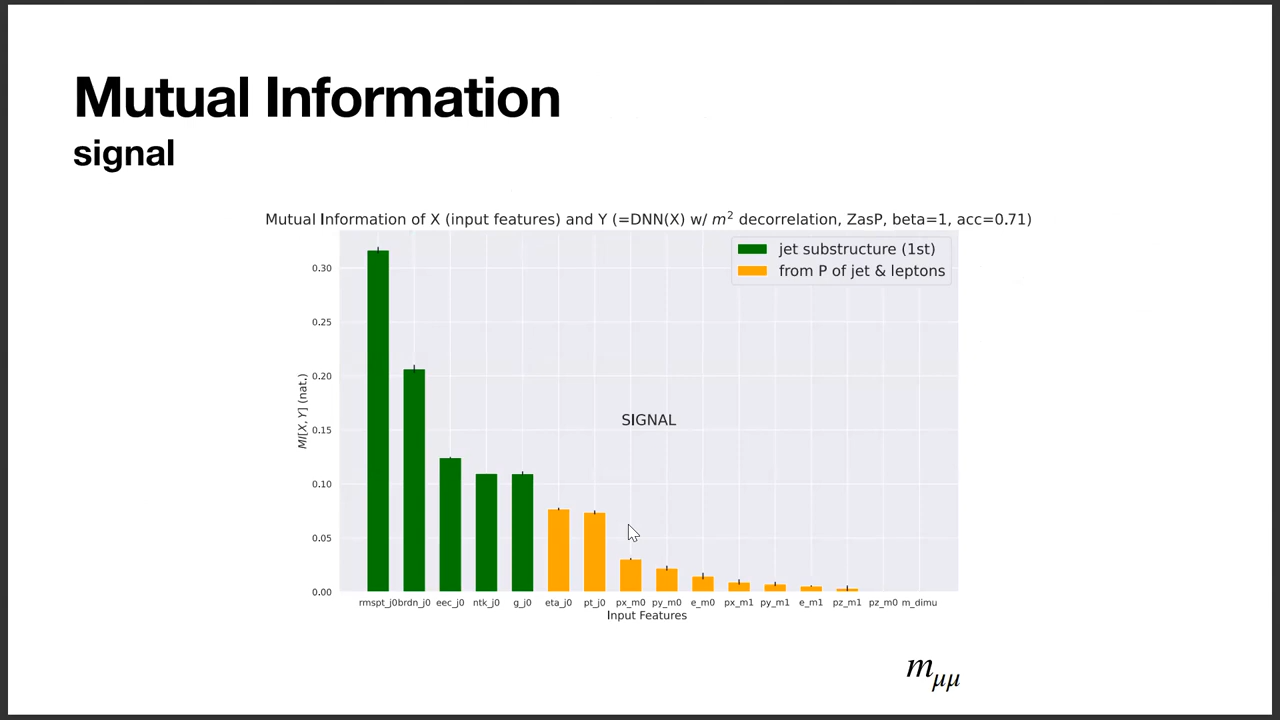 Mutual Information
signal
Mutual Information of X (input features) and Y (=DNN(X) w/ m² decorrelation, ZasP, beta=1, acc=0.71)
jet substructure (1st)
from P of jet & leptons
0.30
0.25
0.20
0.15
0.10
0.05
0.00
MI[X, Y] (nat.)
SIGNAL
rmspt_j0 brdn_j0 eec_j0 ntk_j0 g_j0 eta_j0 pt_j0 px_m0 py_m0 e_m0 px_m1 py_m1 e_m1 pz_m1 pz_m0 m_dimu
Input Features
m_μμ